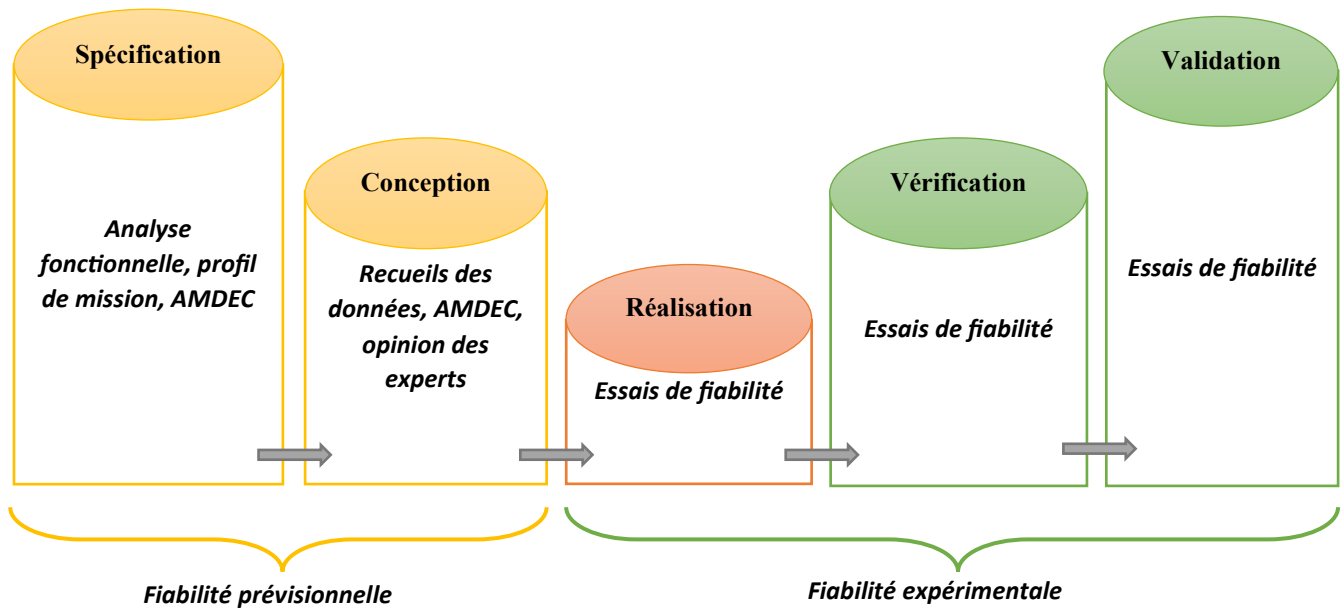 Spécification
Analyse
fonctionnelle, profil
de mission, AMDEC
Conception
Recueils des
données, AMDEC,
opinion des
experts
Réalisation
Essais de fiabilité
Vérification
Essais de fiabilité
Validation
Essais de fiabilité
Fiabilité prévisionnelle
Fiabilité expérimentale